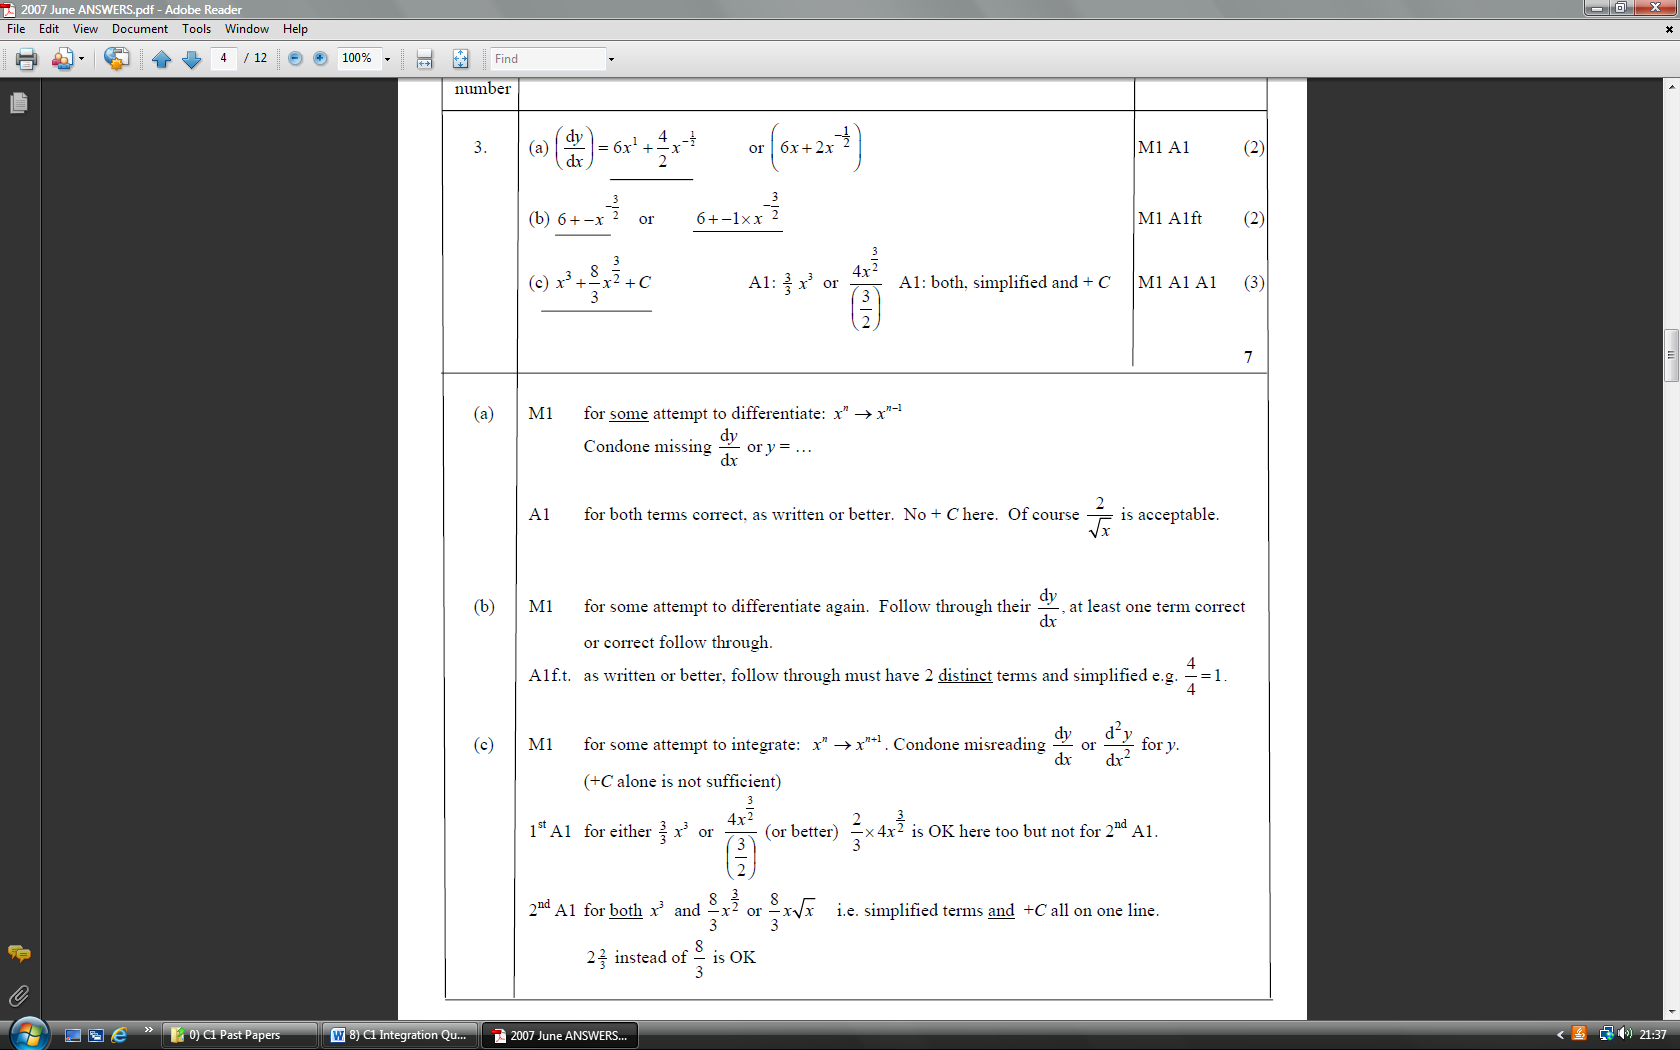 2007 June ANSWERS.pdf - Adobe Reader
File Edit View Document Tools Window Help
4 / 12 100% Find
number
3. (a) (dy/dx) = 6x¹ + 4/2 x^(-1/2) or (6x + 2x^(-1/2)) M1 A1 (2)
(b) 6 + −x^(-3/2) or 6 + −1 × x^(-3/2) M1 A1ft (2)
(c) x³ + 8/3 x^(3/2) + C A1: 3/3 x³ or 4x^(3/2)/(3/2) A1: both, simplified and + C M1 A1 A1 (3)
7
(a) M1 for some attempt to differentiate: xⁿ → xⁿ⁻¹
Condone missing dy/dx or y = …
A1 for both terms correct, as written or better. No + C here. Of course 2/√x is acceptable.
(b) M1 for some attempt to differentiate again. Follow through their dy/dx, at least one term correct
or correct follow through.
A1f.t. as written or better, follow through must have 2 distinct terms and simplified e.g. 4/4 = 1.
(c) M1 for some attempt to integrate: xⁿ → xⁿ⁺¹. Condone misreading dy/dx or d²y/dx² for y.
(+C alone is not sufficient)
1st A1 for either 3/3 x³ or 4x^(3/2)/(3/2) (or better) 2/3 × 4x^(3/2) is OK here too but not for 2nd A1.
2nd A1 for both x³ and 8/3 x^(3/2) or 8/3 x√x i.e. simplified terms and +C all on one line.
2 2/3 instead of 8/3 is OK
0) C1 Past Papers 8) C1 Integration Qu... 2007 June ANSWERS... 21:37